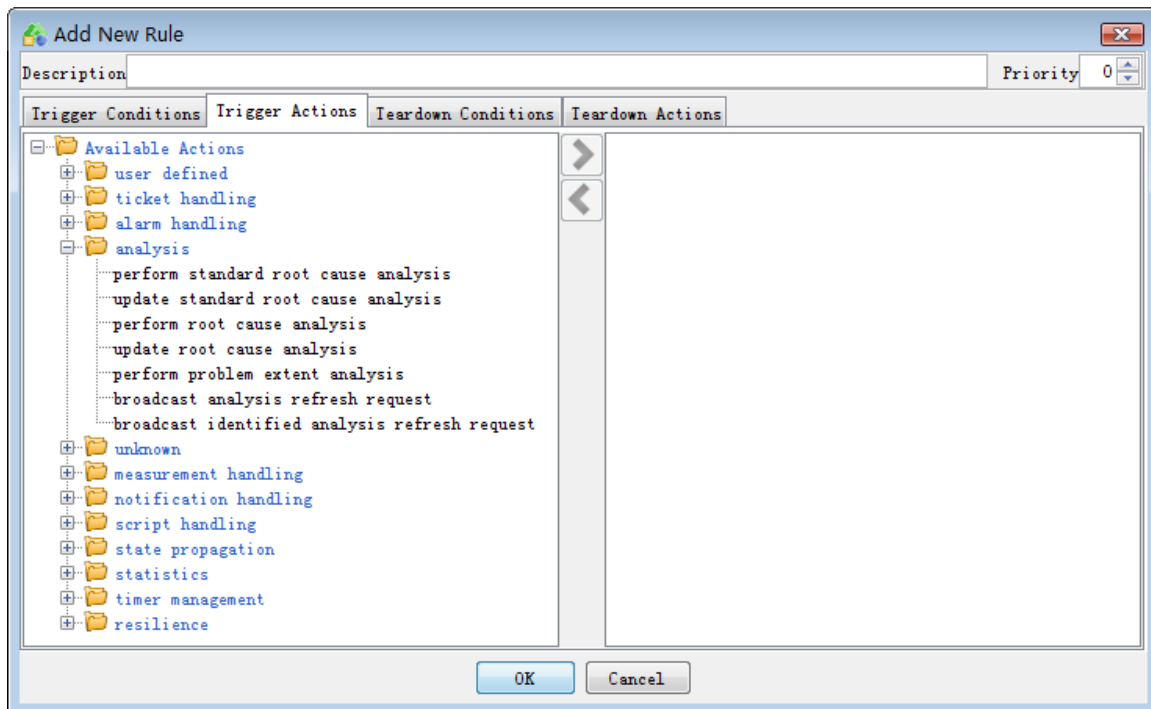 Add New Rule
Description Priority 0
Trigger Conditions Trigger Actions Teardown Conditions Teardown Actions
Available Actions
user defined
ticket handling
alarm handling
analysis
perform standard root cause analysis
update standard root cause analysis
perform root cause analysis
update root cause analysis
perform problem extent analysis
broadcast analysis refresh request
broadcast identified analysis refresh request
unknown
measurement handling
notification handling
script handling
state propagation
statistics
timer management
resilience
OK Cancel